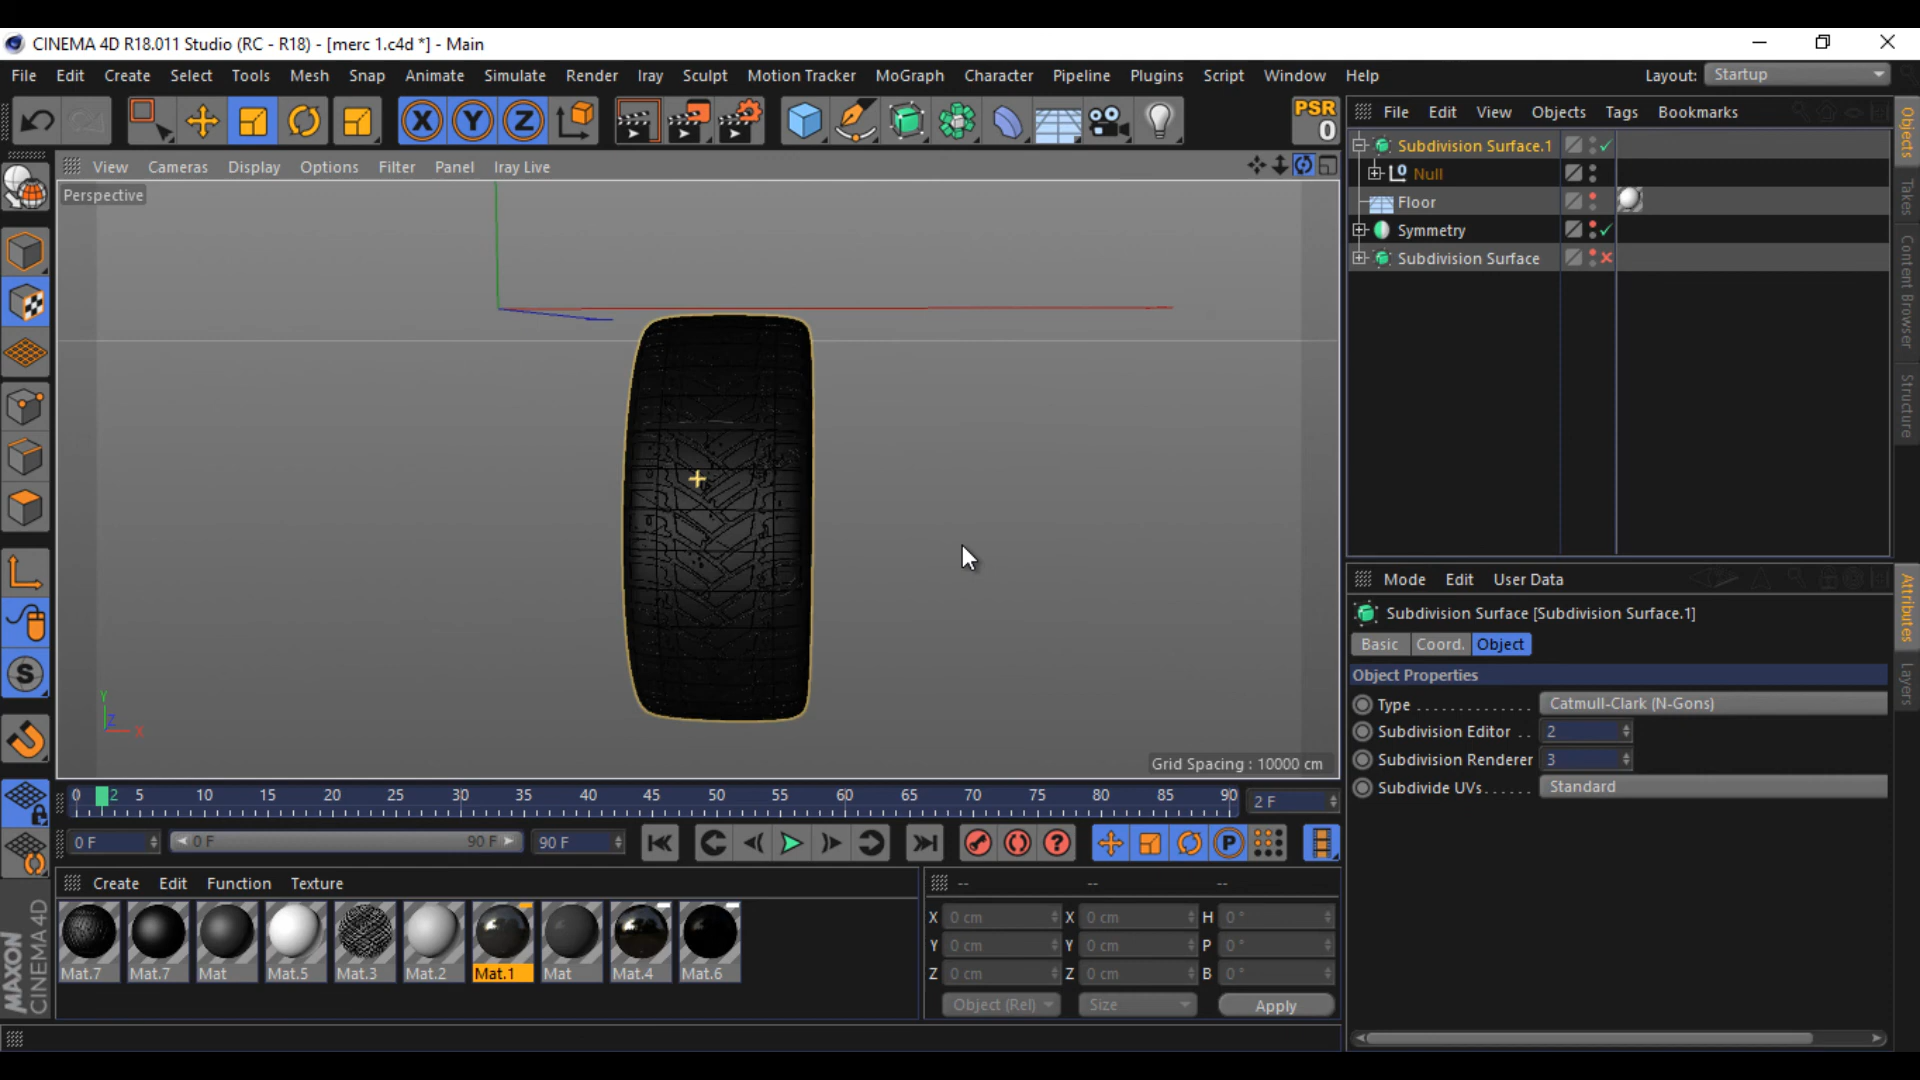 CINEMA 4D R18.011 Studio (RC - R18) - [merc 1.c4d *] - Main
File Edit Create Select Tools Mesh Snap Animate Simulate Render Iray Sculpt Motion Tracker MoGraph Character Pipeline Plugins Script Window Help Layout: Startup
X Y Z PSR 0
File Edit View Objects Tags Bookmarks
View Cameras Display Options Filter Panel Iray Live
Perspective
Subdivision Surface.1
Null
Floor
Symmetry
Subdivision Surface
Objects
Takes
Content Browser
Structure
Y
Z
X
Grid Spacing : 10000 cm
Mode Edit User Data
Subdivision Surface [Subdivision Surface.1]
Basic Coord. Object
Object Properties
Type . . . . . . . . . . . . . Catmull-Clark (N-Gons)
Subdivision Editor . . 2
Subdivision Renderer 3
Subdivide UVs. . . . . . Standard
Attributes
Layers
S
0 2 5 10 15 20 25 30 35 40 45 50 55 60 65 70 75 80 85 90 2 F
0 F 0 F 90 F 90 F ? P
Create Edit Function Texture
-- -- --
Mat.7 Mat.7 Mat Mat.5 Mat.3 Mat.2 Mat.1 Mat Mat.4 Mat.6
X 0 cm X 0 cm H 0 °
Y 0 cm Y 0 cm P 0 °
Z 0 cm Z 0 cm B 0 °
Object (Rel) Size Apply
MAXON
CINEMA 4D